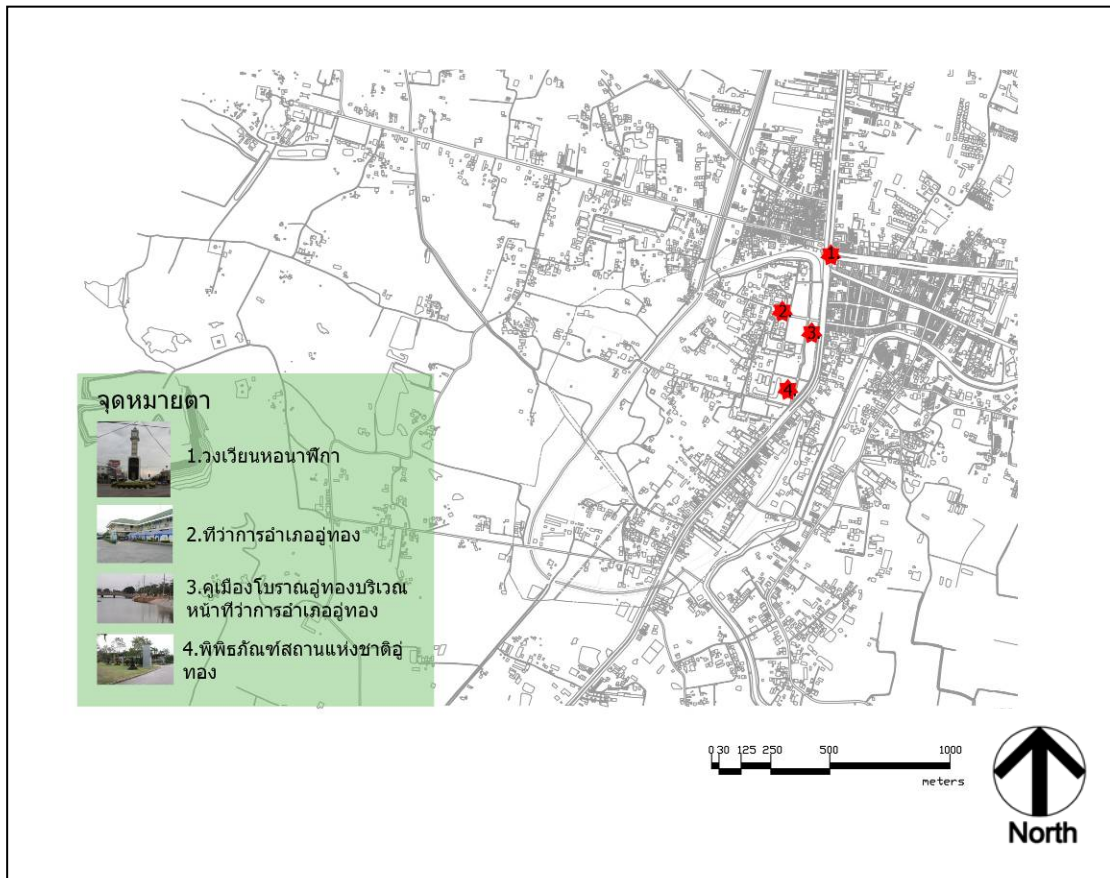 1
2
3
4
จุดหมายตา
1.วงเวียนหอนาฬิกา
2.ที่ว่าการอำเภออู่ทอง
3.คูเมืองโบราณอู่ทองบริเวณ
หน้าที่ว่าการอำเภออู่ทอง
4.พิพิธภัณฑ์สถานแห่งชาติอู่
ทอง
0 30 125 250 500 1000
meters
North